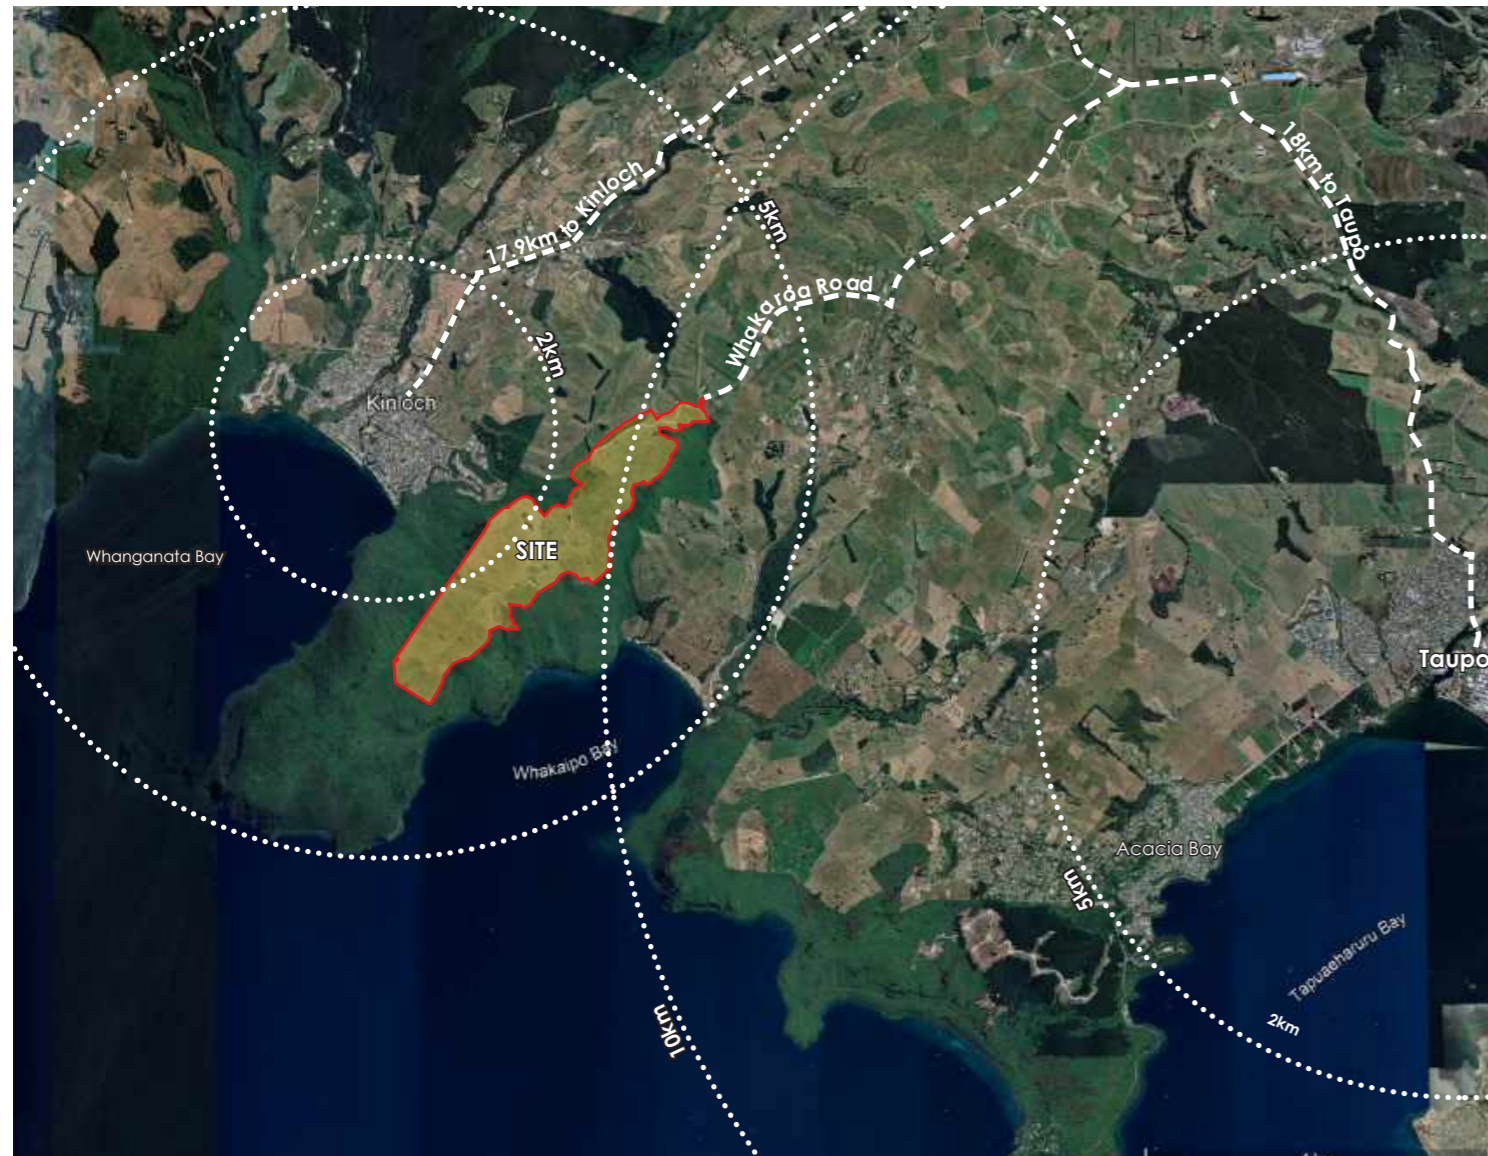 18km to Taupo
17.9km to Kinloch
5km
Whakaroa Road
2km
Kinloch
SITE
Whanganata Bay
Taupo
Whakaipo Bay
Acacia Bay
5km
Tapuaeharuru Bay
2km
10km